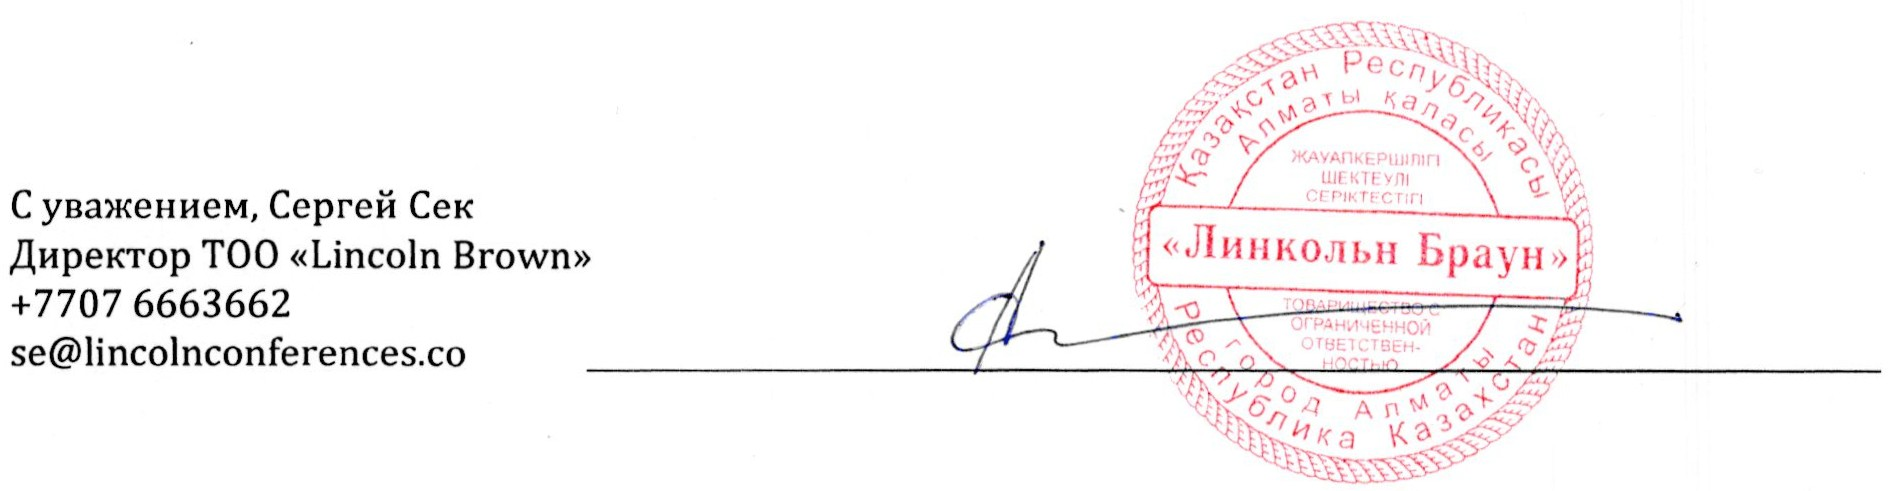 С уважением, Сергей Сек
Директор ТОО «Lincoln Brown»
+7707 6663662
se@lincolnconferences.co
Қазақстан Республикасы
Алматы қаласы
ЖАУАПКЕРШІЛІГІ
ШЕКТЕУЛІ
СЕРІКТЕСТІГІ
«Линкольн Браун»
ТОВАРИЩЕСТВО С
ОГРАНИЧЕННОЙ
ОТВЕТСТВЕН-
НОСТЬЮ
город Алматы
Республика Казахстан